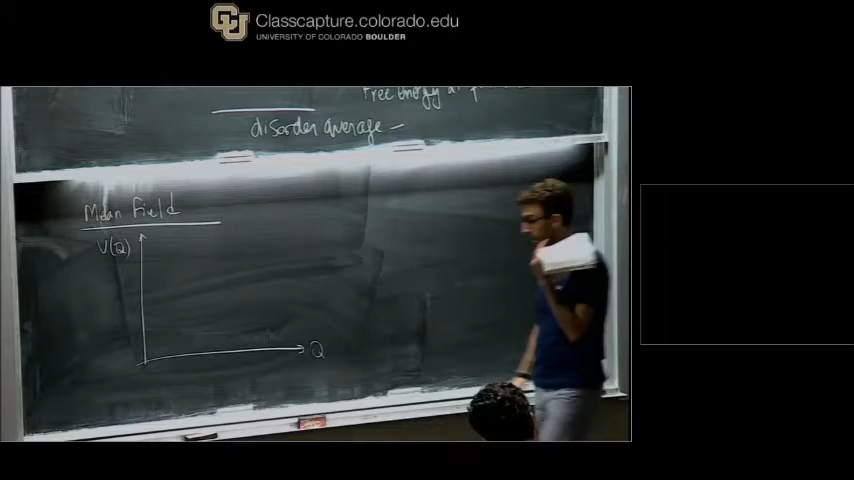 Classcapture.colorado.edu
UNIVERSITY OF COLORADO BOULDER
Free energy
disorder average -
Mean Field
V(Q)
Q